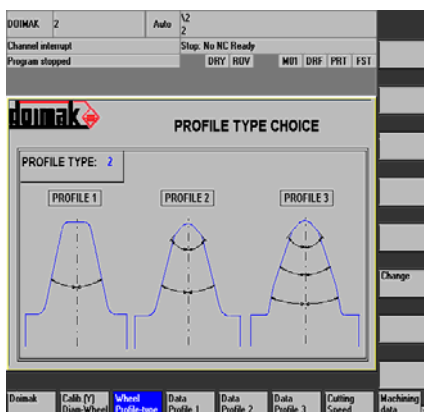 DOIMAK 2 Auto \2
2
Channel interrupt Stop: No NC Ready
Program stopped DRY ROV M01 DRF PRT FST
doimak
PROFILE TYPE CHOICE
PROFILE TYPE: 2
PROFILE 1 PROFILE 2 PROFILE 3
Change
Doimak Calib.(Y) Wheel Data Data Data Cutting Machining
Diam-Wheel Profile-type Profile 1 Profile 2 Profile 3 Speed data